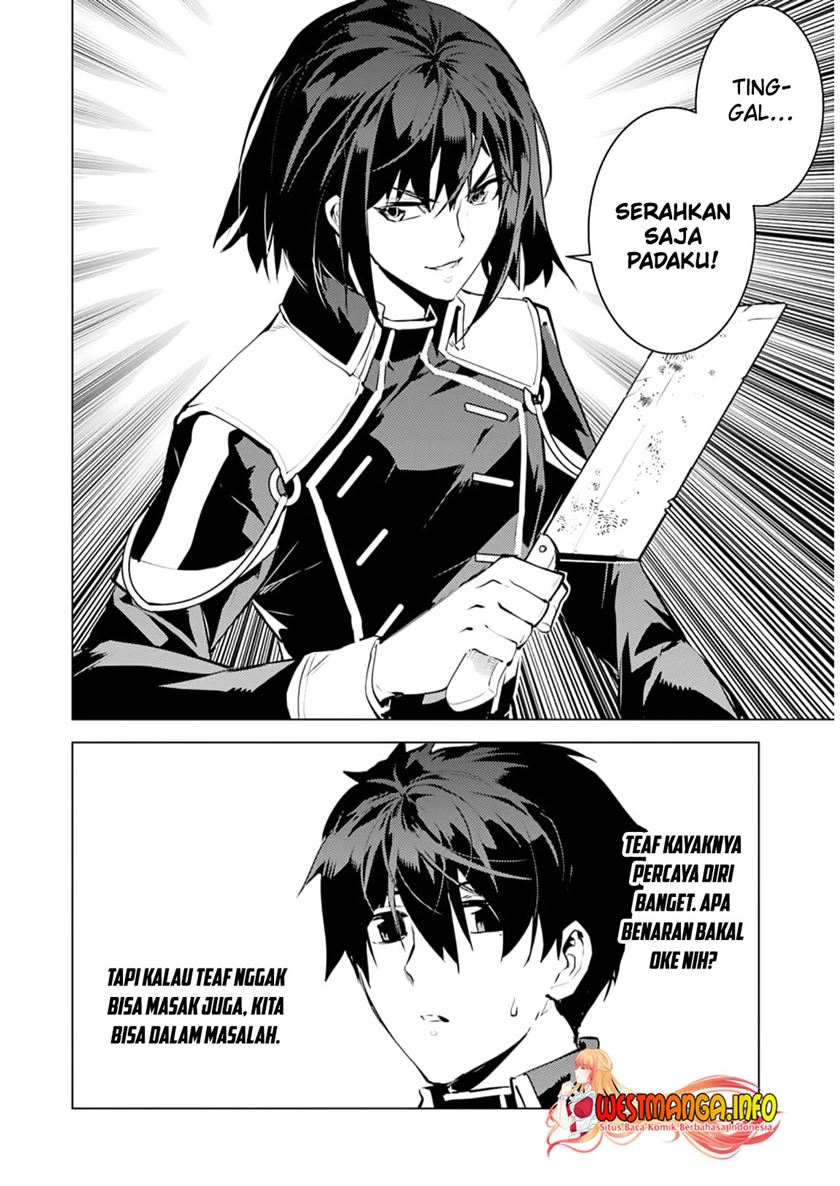 TING-
GAL...
SERAHKAN
SAJA
PADAKU!
TEAF KAYAKNYA
PERCAYA DIRI
BANGET. APA
BENARAN BAKAL
OKE NIH?
TAPI KALAU TEAF NGGAK
BISA MASAK JUGA, KITA
BISA DALAM MASALAH.
WESTMANGA.INFO
Situs Baca Komik Berbahasa Indonesia